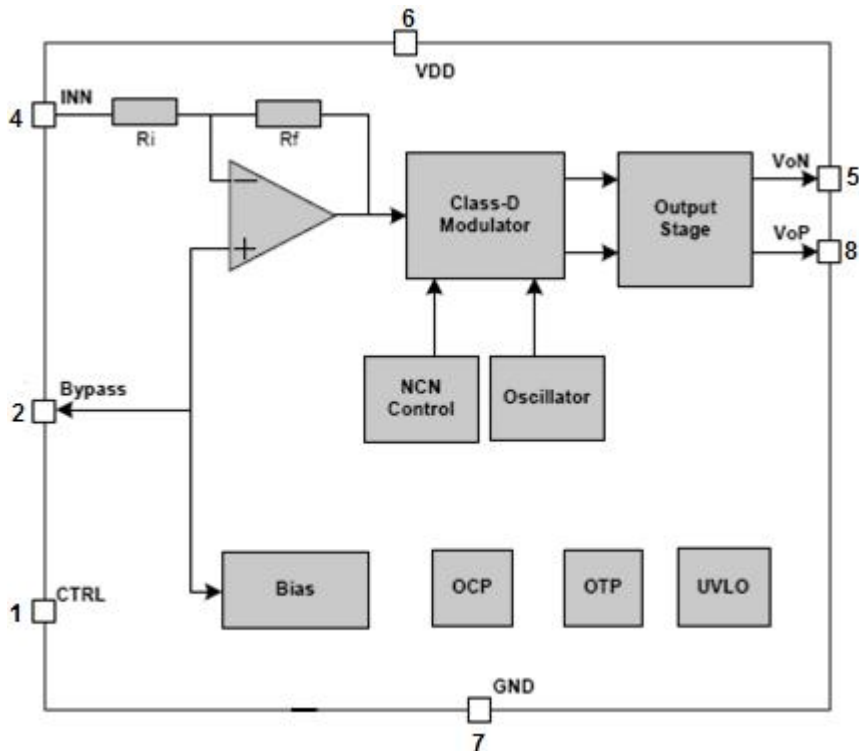 6
VDD
4
INN
Ri
Rf
−
+
Class-D
Modulator
Output
Stage
VoN
5
VoP
8
NCN
Control
Oscillator
Bypass
2
CTRL
1
Bias
OCP
OTP
UVLO
GND
7